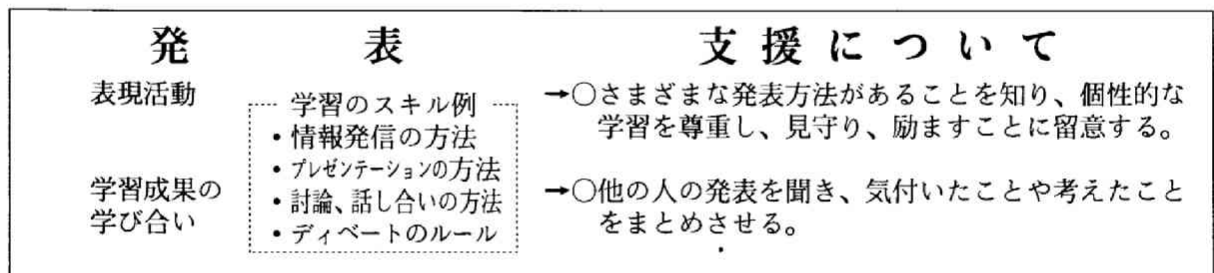 発表 支援について
表現活動
学習のスキル例
・情報発信の方法
・プレゼンテーションの方法
・討論、話し合いの方法
・ディベートのルール
学習成果の
学び合い
→○さまざまな発表方法があることを知り、個性的な
学習を尊重し、見守り、励ますことに留意する。
→○他の人の発表を聞き、気付いたことや考えたこと
をまとめさせる。